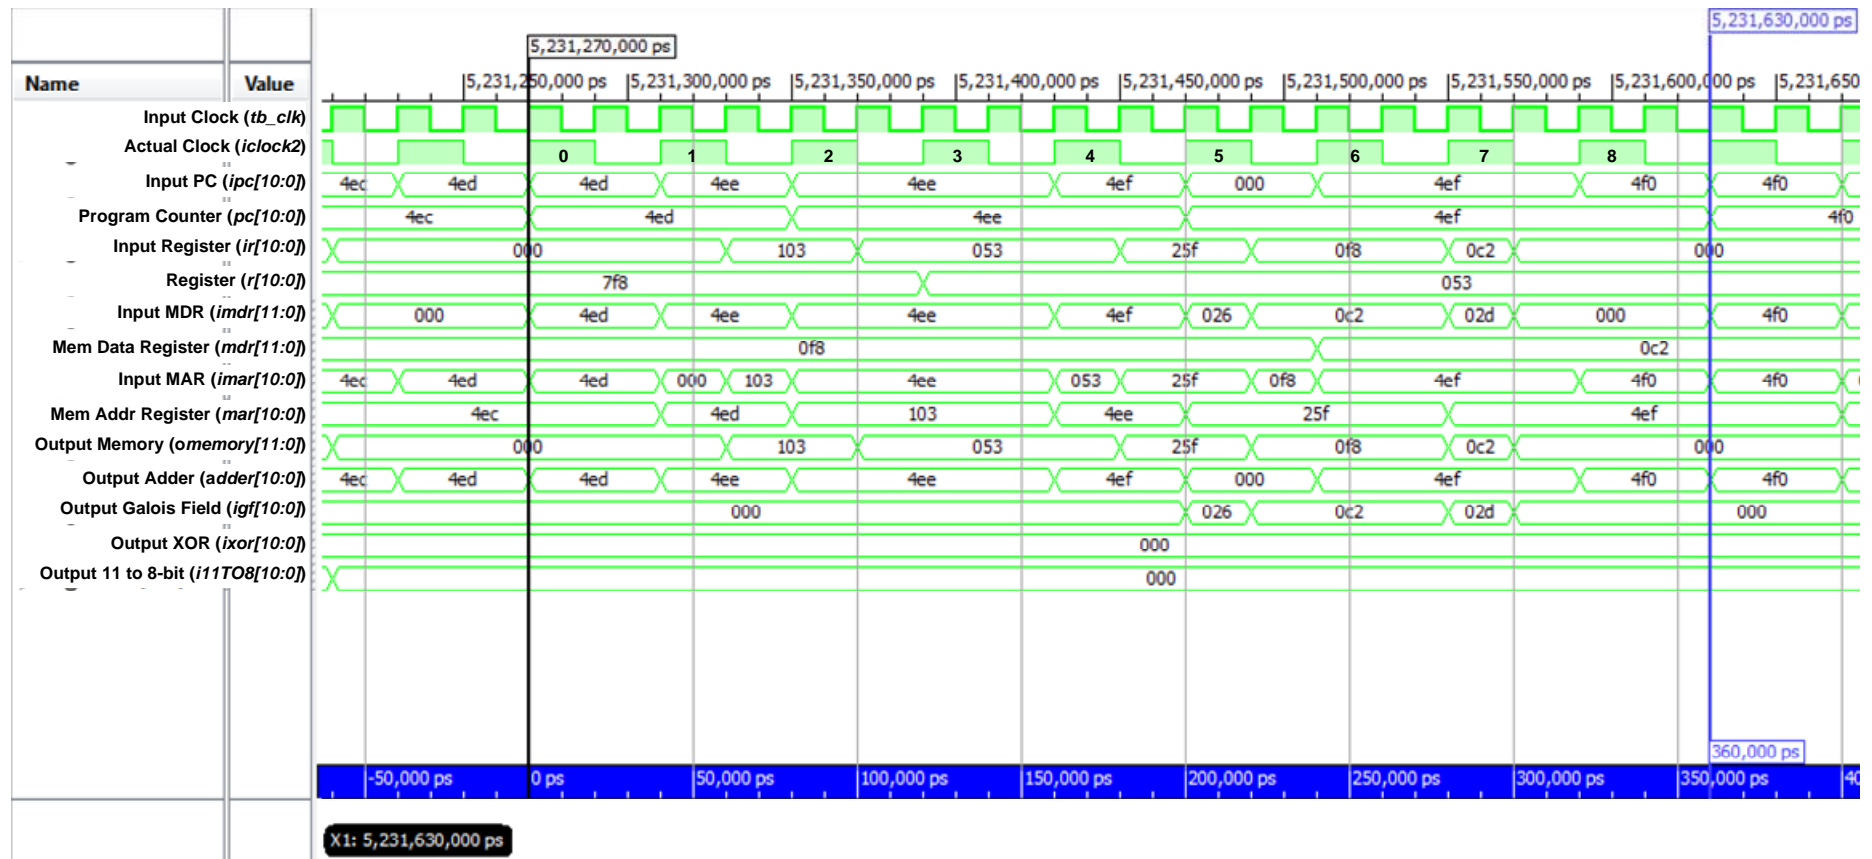 5,231,630,000 ps
5,231,270,000 ps
Name Value 5,231,250,000 ps 5,231,300,000 ps 5,231,350,000 ps 5,231,400,000 ps 5,231,450,000 ps 5,231,500,000 ps 5,231,550,000 ps 5,231,600,000 ps 5,231,650
Input Clock (tb_clk)
Actual Clock (iclock2) 0 1 2 3 4 5 6 7 8
Input PC (ipc[10:0]) 4ec 4ed 4ed 4ee 4ee 4ef 000 4ef 4f0 4f0
Program Counter (pc[10:0]) 4ec 4ed 4ee 4ef 4f0
Input Register (ir[10:0]) 000 103 053 25f 0f8 0c2 000
Register (r[10:0]) 7f8 053
Input MDR (imdr[11:0]) 000 4ed 4ee 4ee 4ef 026 0c2 02d 000 4f0
Mem Data Register (mdr[11:0]) 0f8 0c2
Input MAR (imar[10:0]) 4ec 4ed 4ed 000 103 4ee 053 25f 0f8 4ef 4f0 4f0
Mem Addr Register (mar[10:0]) 4ec 4ed 103 4ee 25f 4ef
Output Memory (omemory[11:0]) 000 103 053 25f 0f8 0c2 000
Output Adder (adder[10:0]) 4ec 4ed 4ed 4ee 4ee 4ef 000 4ef 4f0 4f0
Output Galois Field (igf[10:0]) 000 026 0c2 02d 000
Output XOR (ixor[10:0]) 000
Output 11 to 8-bit (i11TO8[10:0]) 000
360,000 ps
-50,000 ps 0 ps 50,000 ps 100,000 ps 150,000 ps 200,000 ps 250,000 ps 300,000 ps 350,000 ps 40
X1: 5,231,630,000 ps